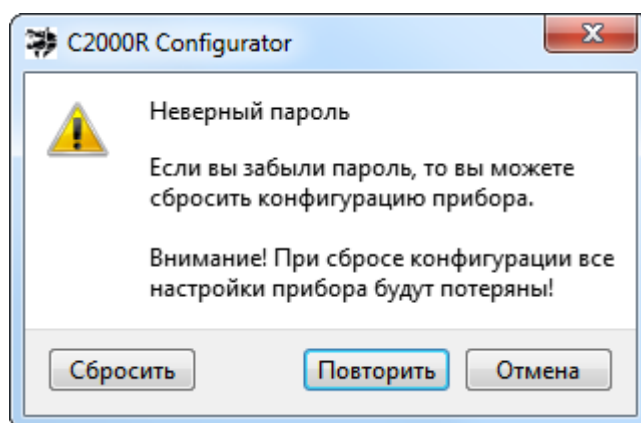 C2000R Configurator
Неверный пароль
Если вы забыли пароль, то вы можете
сбросить конфигурацию прибора.
Внимание! При сбросе конфигурации все
настройки прибора будут потеряны!
Сбросить Повторить Отмена